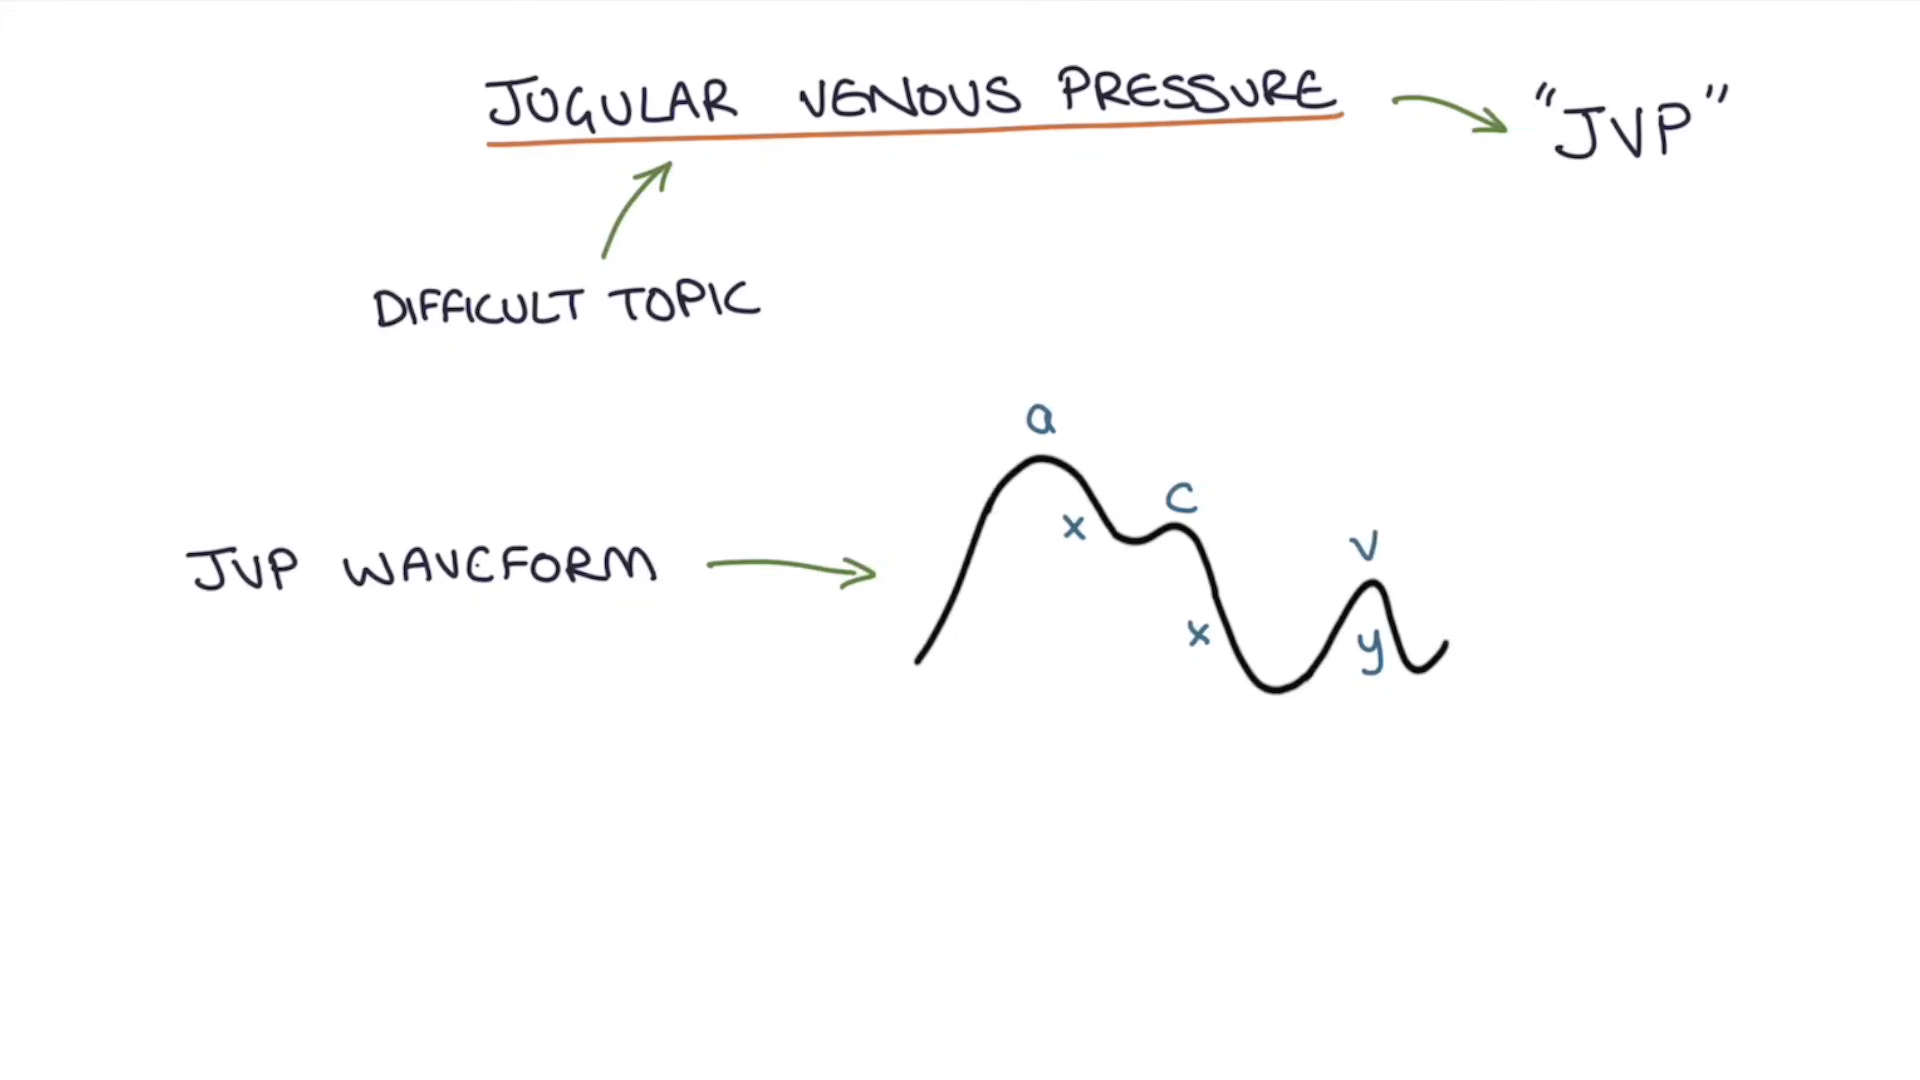 JUGULAR VENOUS PRESSURE
"JVP"
DIFFICULT TOPIC
a
c
x
v
JVP WAVEFORM
x
y